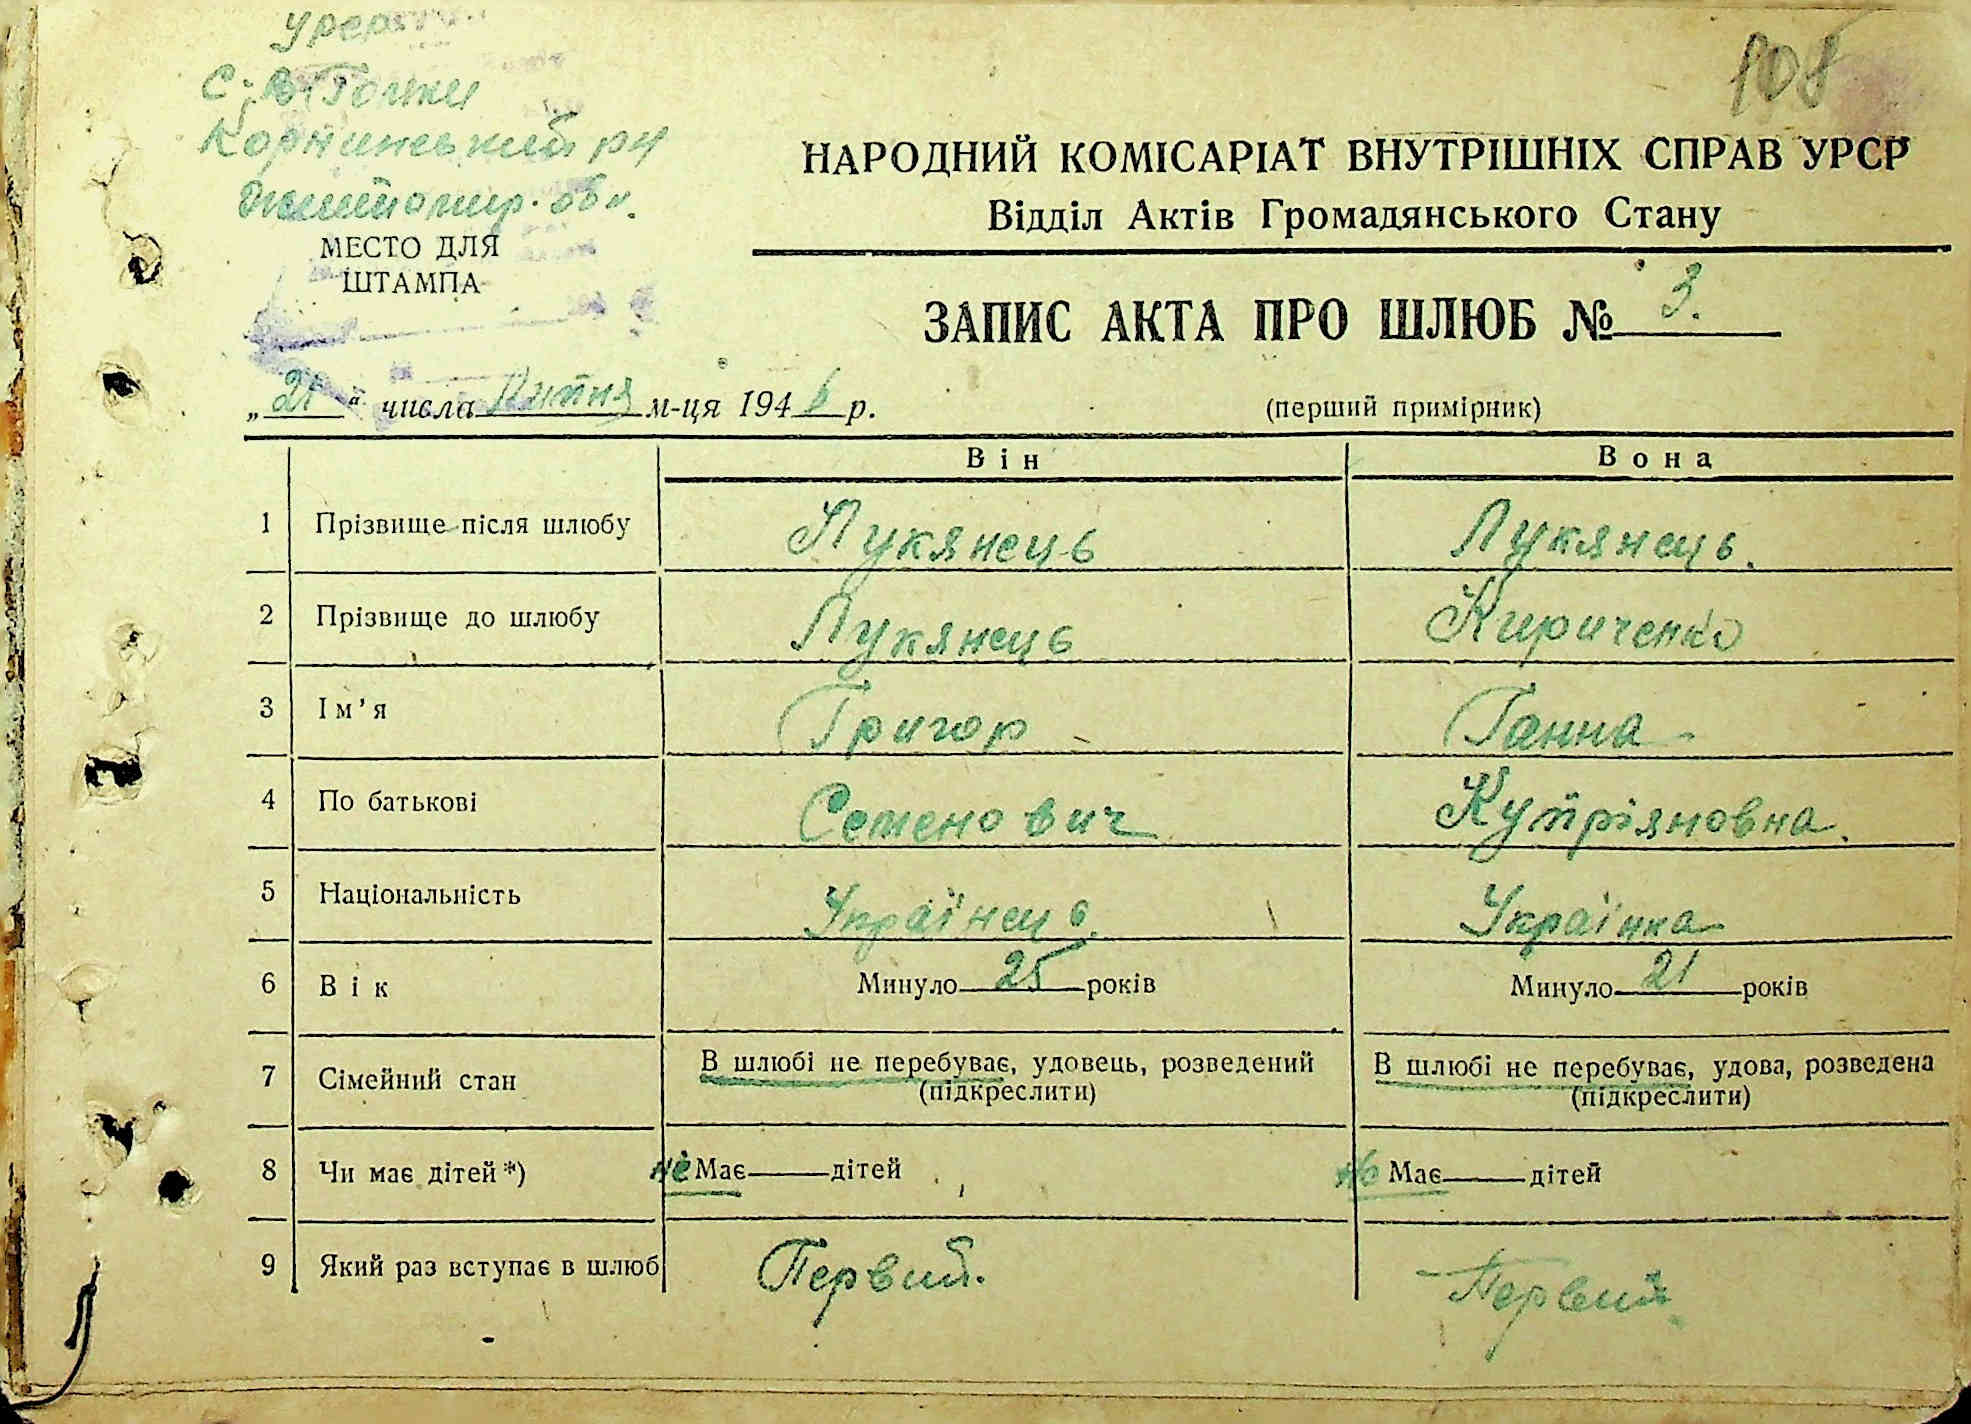 УРСР
108
Корнинський р н
Житомир. обл.
МЕСТО ДЛЯ
ШТАМПА
НАРОДНИЙ КОМІСАРІАТ ВНУТРІШНІХ СПРАВ УРСР
Відділ Актів Громадянського Стану
ЗАПИС АКТА ПРО ШЛЮБ № 3.
„21“ числа Липня м-ця 1946 р.
(перший примірник)
Він Вона
1 Прізвище після шлюбу Лукянець Лукянець.
2 Прізвище до шлюбу Лукянець Кириченко
3 Ім’я Григор Ганна
4 По батькові Семенович Купріяновна.
5 Національність Українець. Українка
6 Вік Минуло 25 років Минуло 21 років
7 Сімейний стан В шлюбі не перебуває, удовець, розведений В шлюбі не перебуває, удова, розведена
(підкреслити) (підкреслити)
8 Чи має дітей *) не Має дітей не Має дітей
9 Який раз вступає в шлюб Первий. Первий